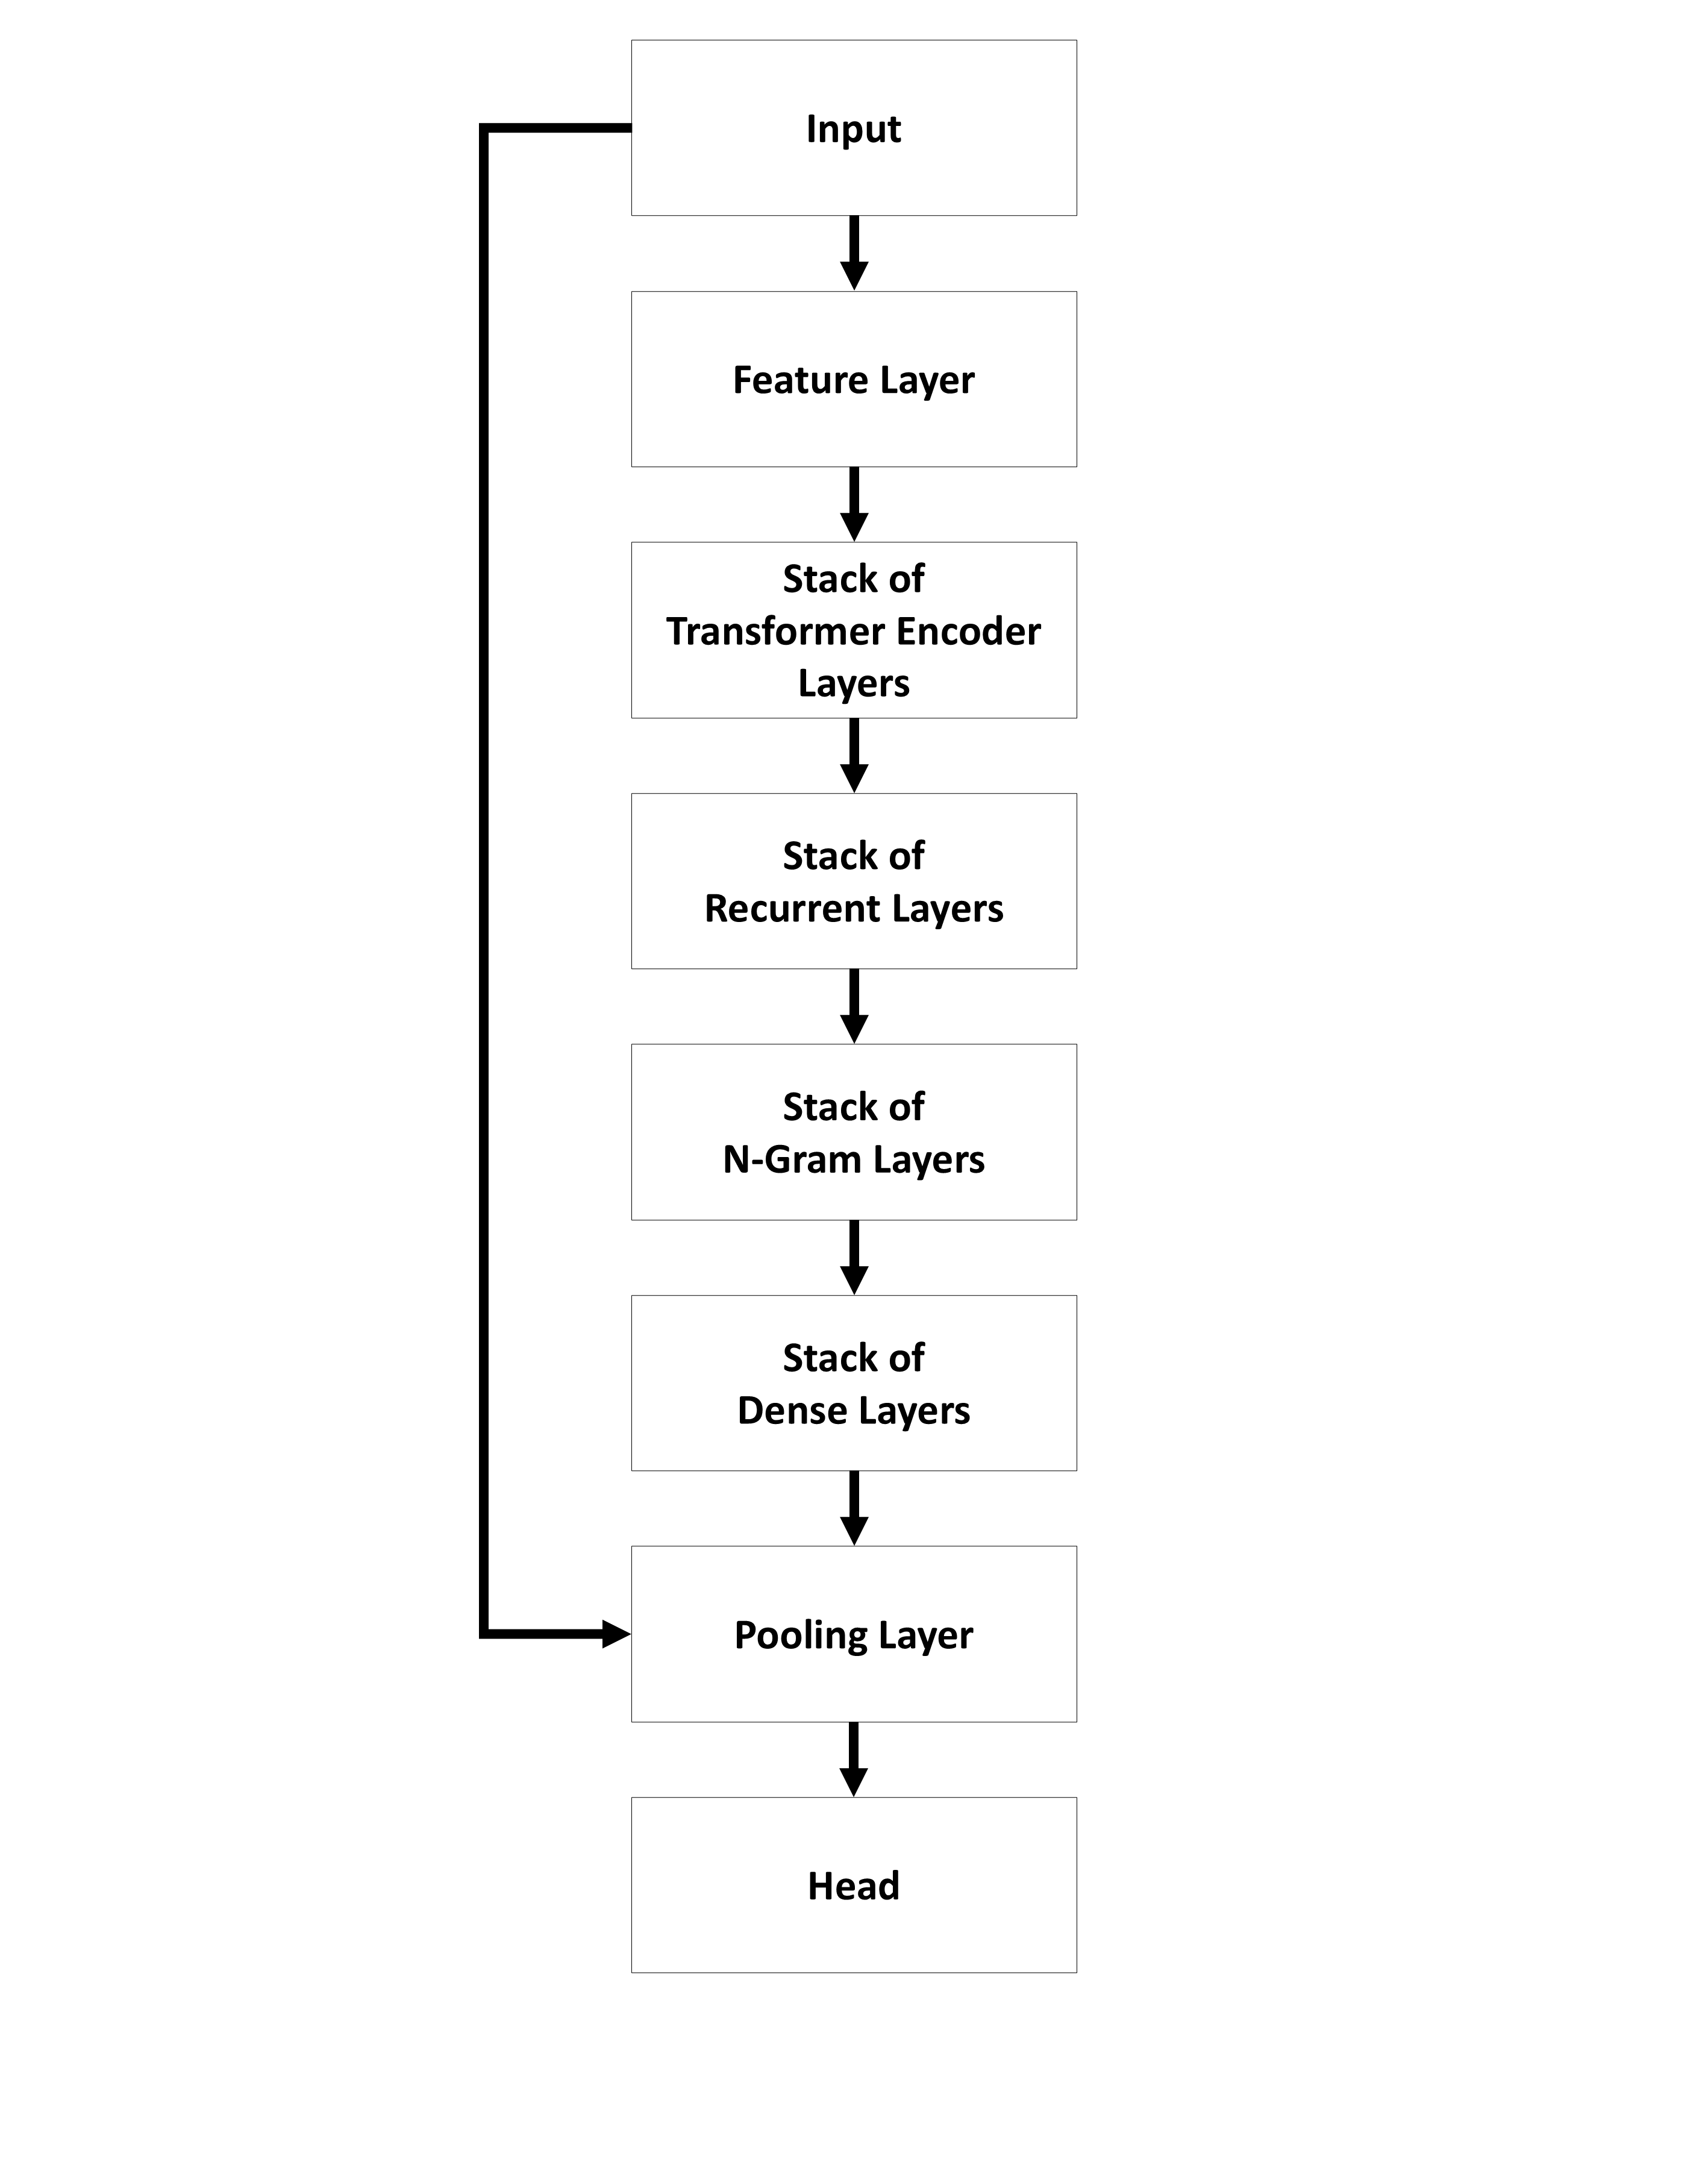 Input
Feature Layer
Stack of
Transformer Encoder
Layers
Stack of
Recurrent Layers
Stack of
N-Gram Layers
Stack of
Dense Layers
Pooling Layer
Head